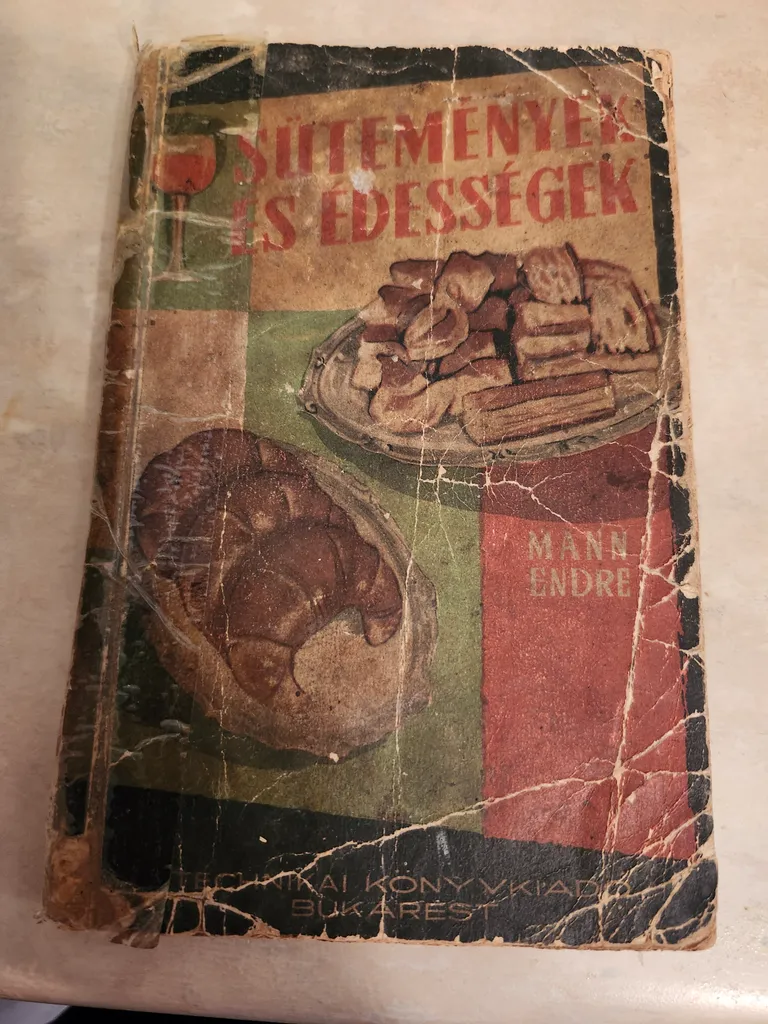 SÜTEMÉNYEK
ÉS ÉDESSÉGEK
MANN
ENDRE
TECHNIKAI KÖNYVKIADÓ
BUKAREST